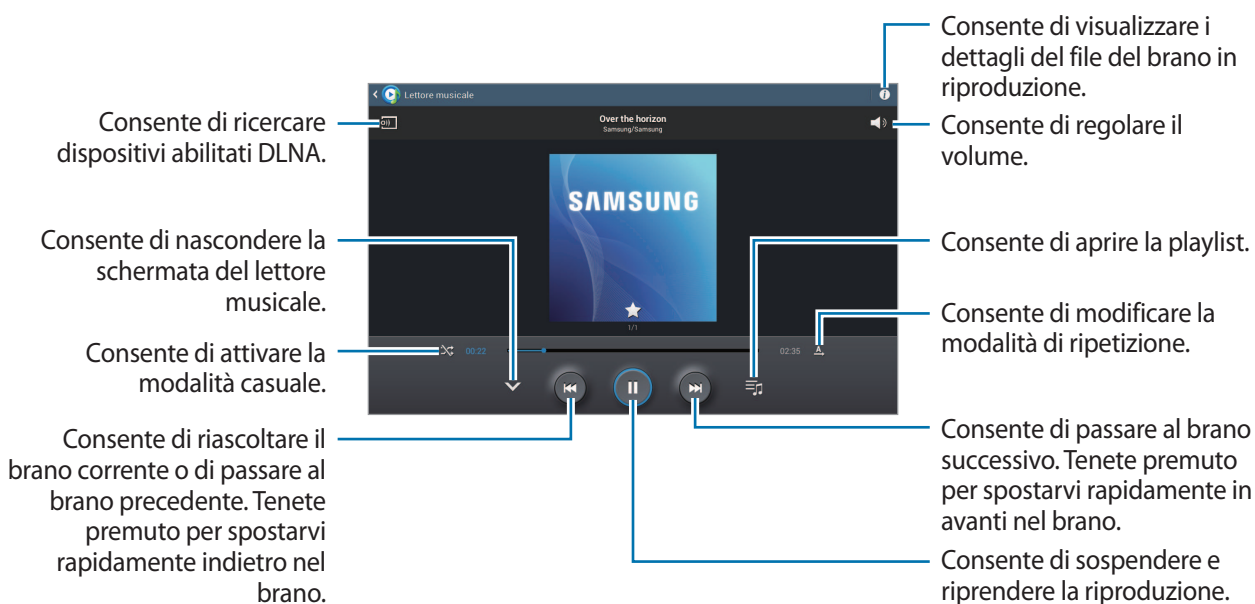 Consente di ricercare
dispositivi abilitati DLNA.
Consente di nascondere la
schermata del lettore
musicale.
Consente di attivare la
modalità casuale.
Consente di riascoltare il
brano corrente o di passare al
brano precedente. Tenete
premuto per spostarvi
rapidamente indietro nel
brano.
Lettore musicale
Over the horizon
Samsung/Samsung
SAMSUNG
1/1
00:22
02:35
A
Consente di visualizzare i
dettagli del file del brano in
riproduzione.
Consente di regolare il
volume.
Consente di aprire la playlist.
Consente di modificare la
modalità di ripetizione.
Consente di passare al brano
successivo. Tenete premuto
per spostarvi rapidamente in
avanti nel brano.
Consente di sospendere e
riprendere la riproduzione.